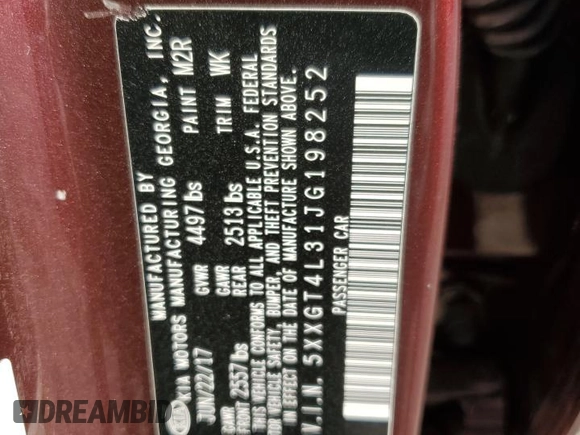 MANUFACTURED BY
KIA MOTORS MANUFACTURING GEORGIA, INC.
JUN/22/17 GVWR 4497lbs PAINT M2R
GAWR FRONT 2557lbs GAWR REAR 2513lbs TRIM WK
THIS VEHICLE CONFORMS TO ALL APPLICABLE U.S.A. FEDERAL
MOTOR VEHICLE SAFETY, BUMPER, AND THEFT PREVENTION STANDARDS
IN EFFECT ON THE DATE OF MANUFACTURE SHOWN ABOVE.
V.I.N. 5XXGT4L31JG198252
PASSENGER CAR
DREAMBID